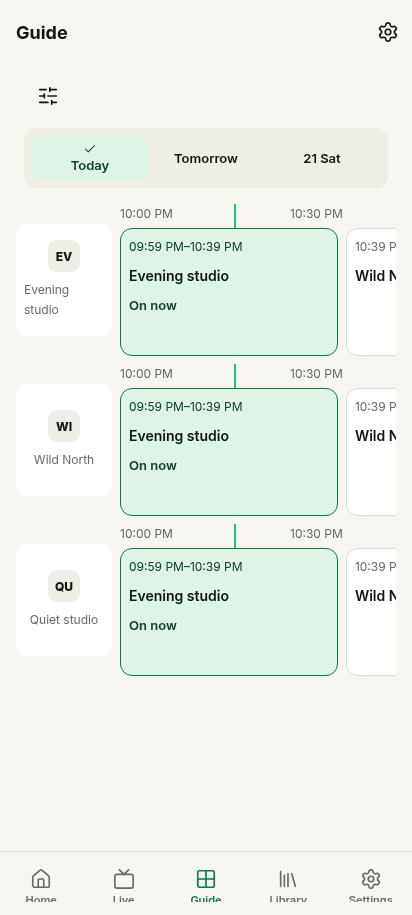 Guide
Today
Tomorrow
21 Sat
10:00 PM
10:30 PM
EV
Evening
studio
09:59 PM–10:39 PM
Evening studio
On now
10:39 P
Wild N
10:00 PM
10:30 PM
WI
Wild North
09:59 PM–10:39 PM
Evening studio
On now
10:39 P
Wild N
10:00 PM
10:30 PM
QU
Quiet studio
09:59 PM–10:39 PM
Evening studio
On now
10:39 P
Wild N
Home
Live
Guide
Library
Settings